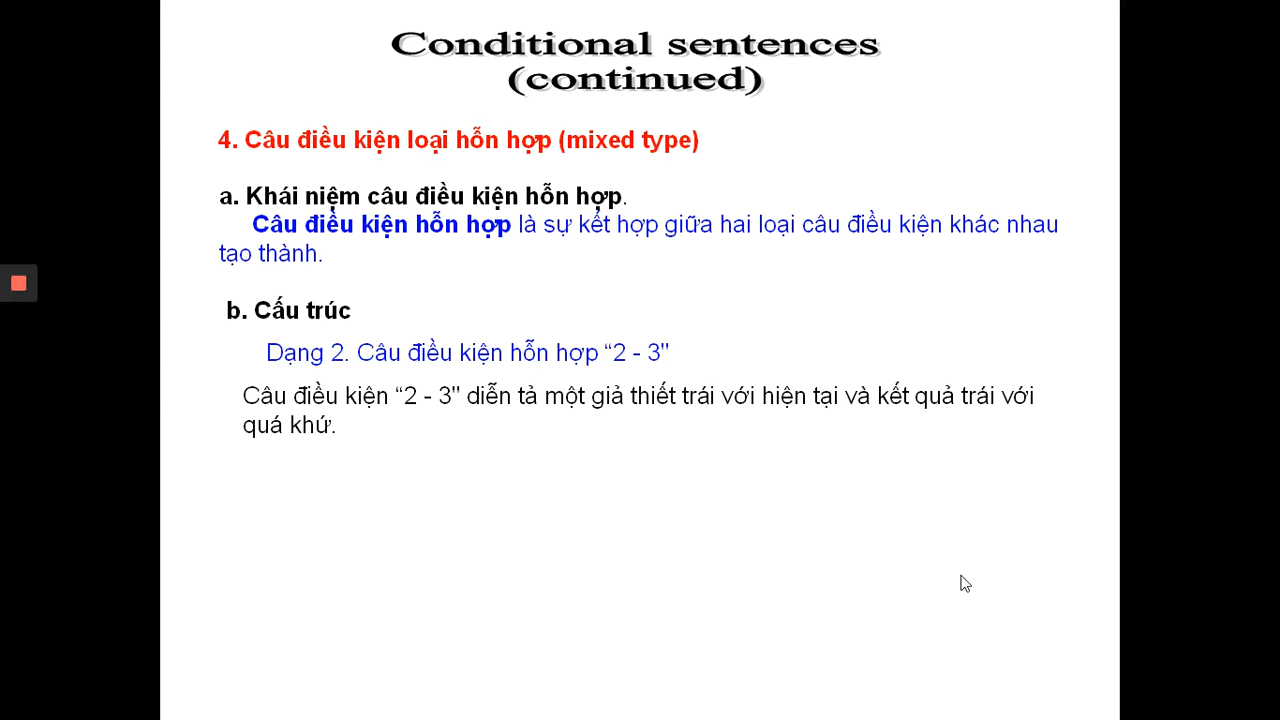 Conditional sentences
(continued)
4. Câu điều kiện loại hỗn hợp (mixed type)
a. Khái niệm câu điều kiện hỗn hợp.
Câu điều kiện hỗn hợp là sự kết hợp giữa hai loại câu điều kiện khác nhau
tạo thành.
b. Cấu trúc
Dạng 2. Câu điều kiện hỗn hợp “2 - 3"
Câu điều kiện “2 - 3" diễn tả một giả thiết trái với hiện tại và kết quả trái với
quá khứ.